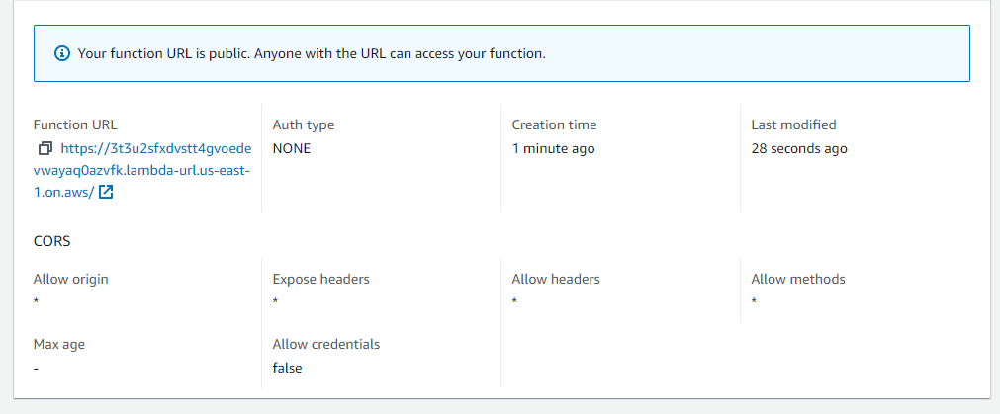 Your function URL is public. Anyone with the URL can access your function.
Function URL
https://3t3u2sfxdvstt4gvoede
vwayaq0azvfk.lambda-url.us-east-
1.on.aws/
Auth type
NONE
Creation time
1 minute ago
Last modified
28 seconds ago
CORS
Allow origin
*
Expose headers
*
Allow headers
*
Allow methods
*
Max age
-
Allow credentials
false